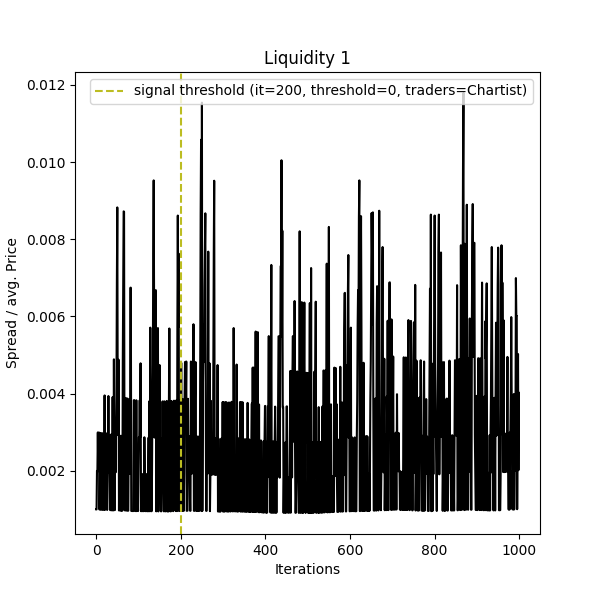 Liquidity 1
signal threshold (it=200, threshold=0, traders=Chartist)
0.012
0.010
0.008
0.006
0.004
0.002
Spread / avg. Price
0 200 400 600 800 1000
Iterations